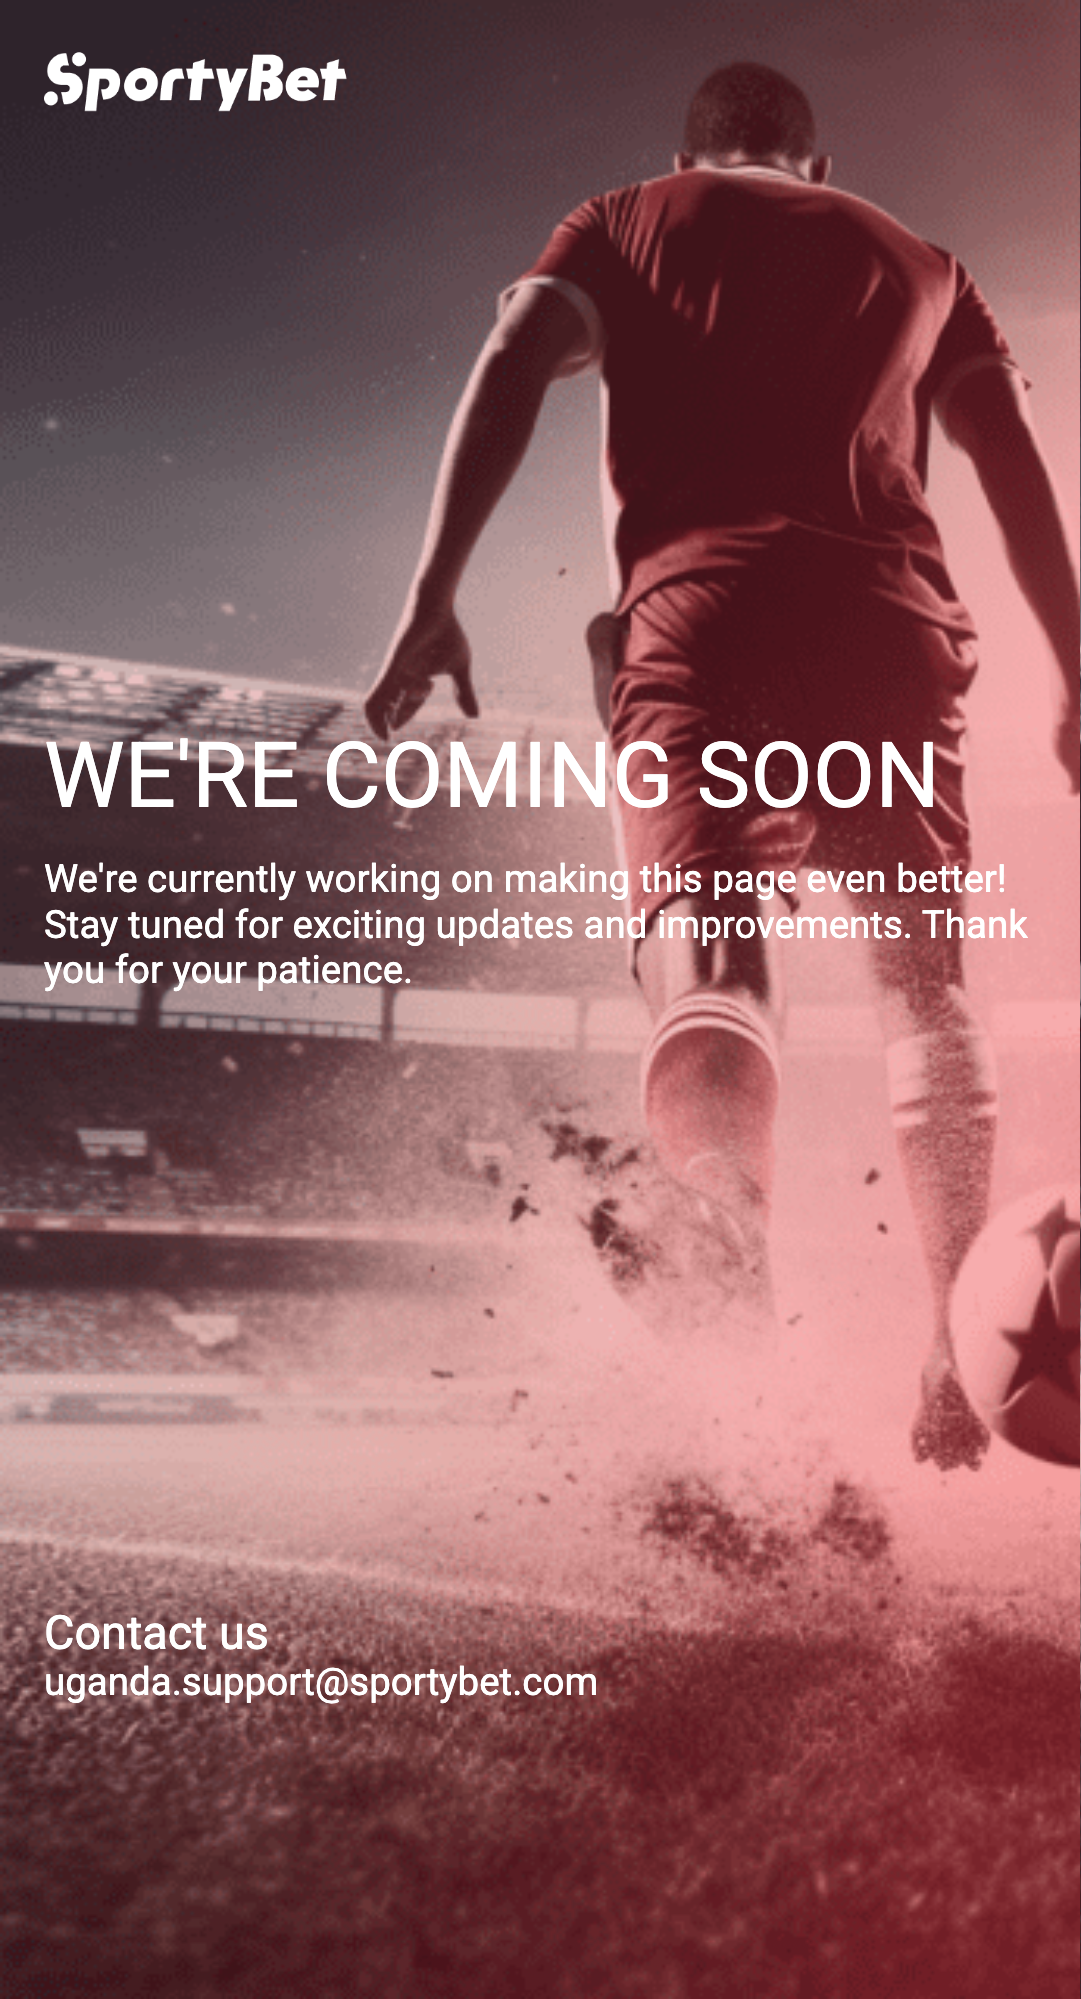 SportyBet
WE'RE COMING SOON
We're currently working on making this page even better!
Stay tuned for exciting updates and improvements. Thank
you for your patience.
Contact us
uganda.support@sportybet.com